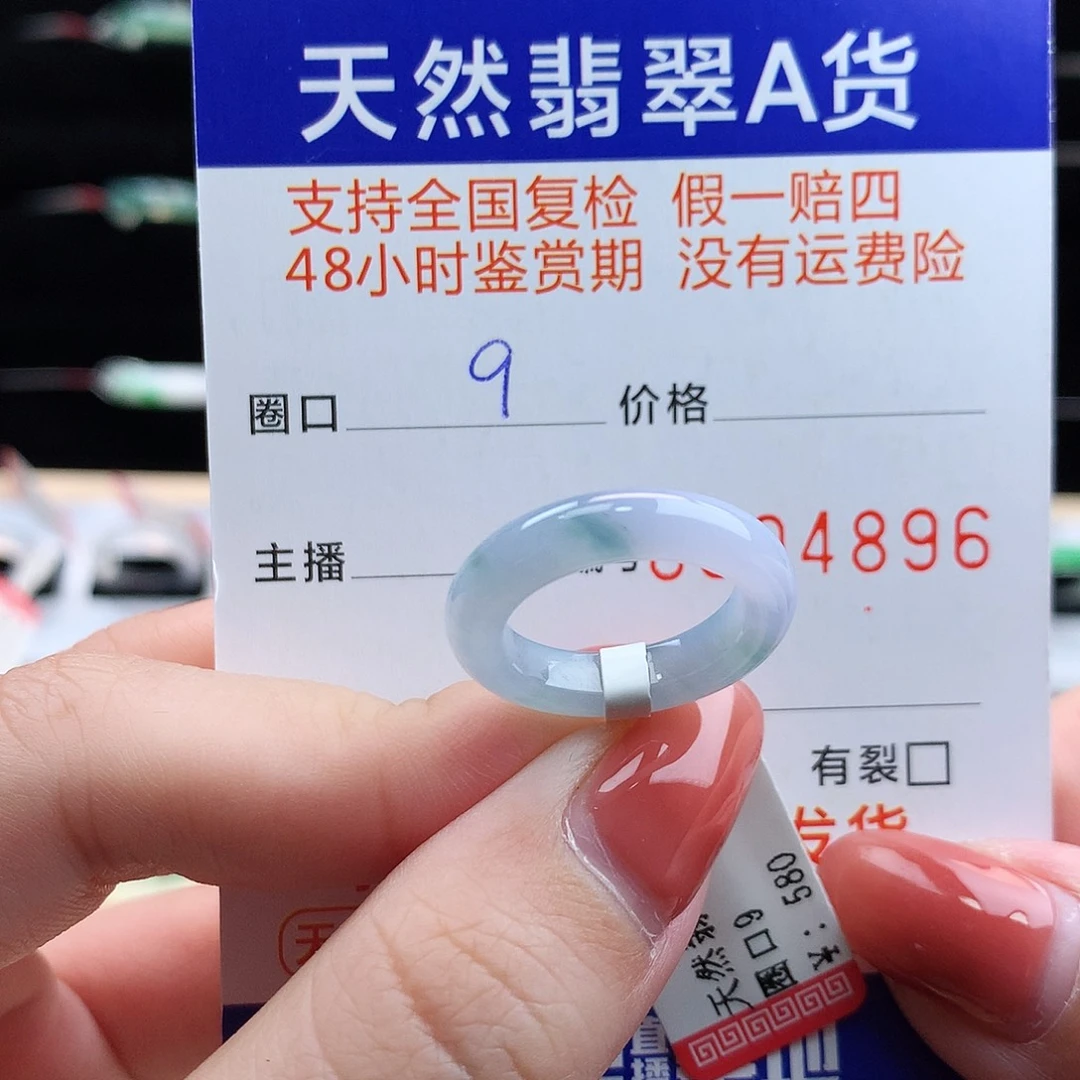 天然翡翠A货
支持全国复检 假一赔四
48小时鉴赏期 没有运费险
圈口 9 价格
主播 4896
有裂□
发货
天然
圈口9
580